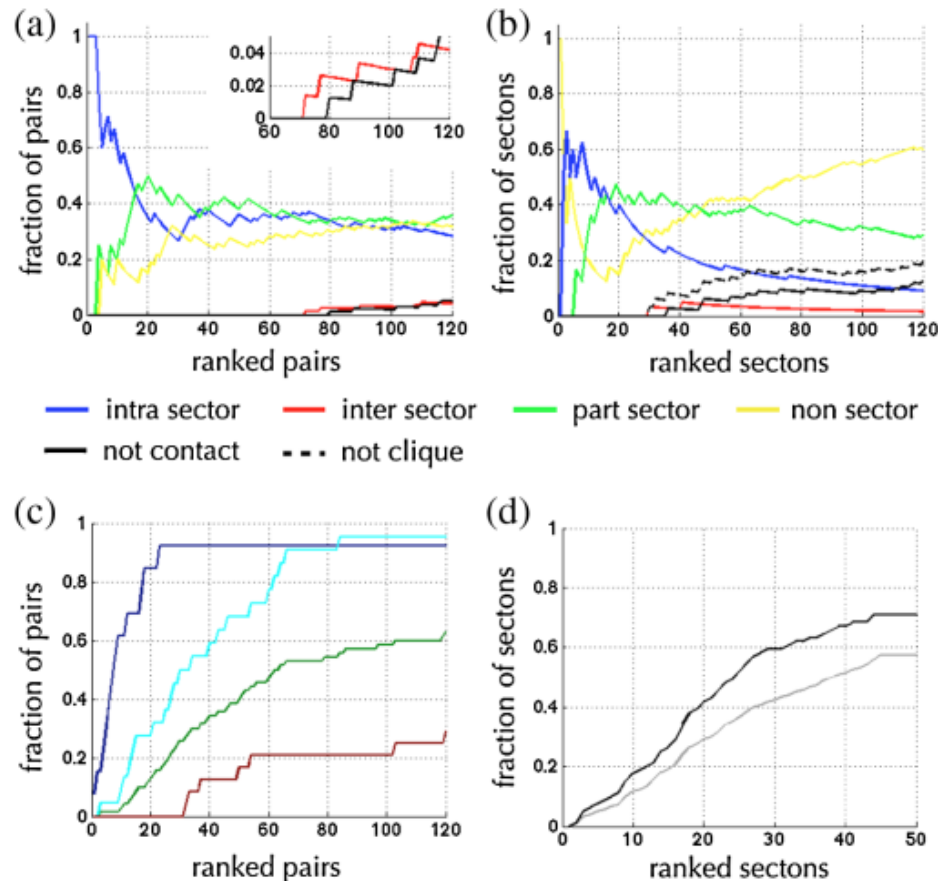 (a)
(b)
fraction of pairs
1
0.8
0.6
0.4
0.2
0
0 20 40 60 80 100 120
ranked pairs
0.04
0.02
0
60 80 100 120
fraction of sectons
1
0.8
0.6
0.4
0.2
0
0 20 40 60 80 100 120
ranked sectons
intra sector inter sector part sector non sector
not contact not clique
(c)
(d)
fraction of pairs
1
0.8
0.6
0.4
0.2
0
0 20 40 60 80 100 120
ranked pairs
fraction of sectons
1
0.8
0.6
0.4
0.2
0
0 10 20 30 40 50
ranked sectons